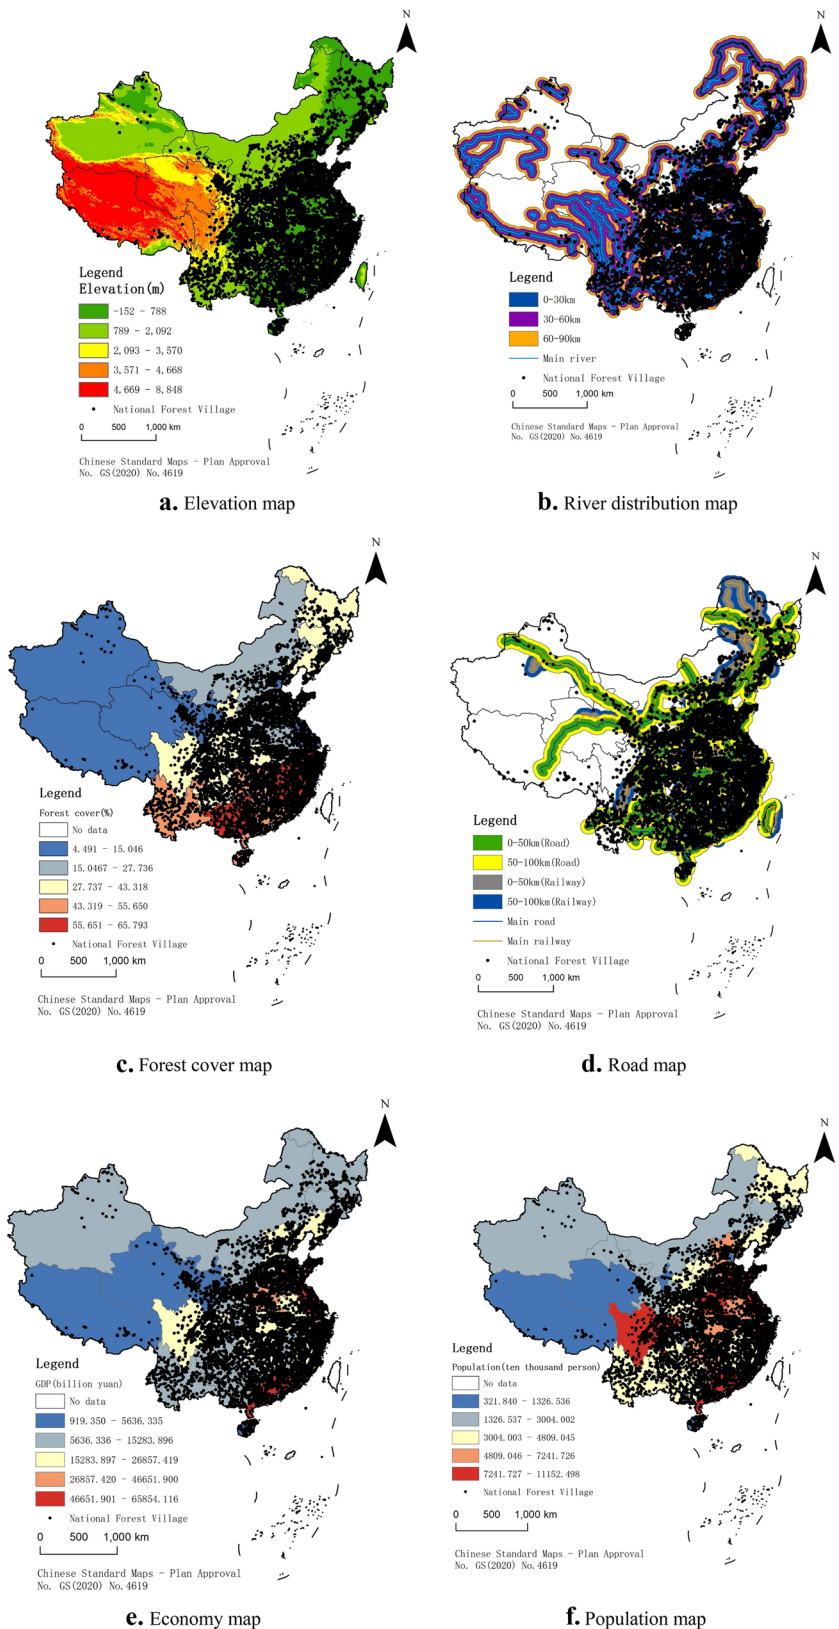 N
Legend
Elevation(m)
-152 - 788
789 - 2,092
2,093 - 3,570
3,571 - 4,668
4,669 - 8,848
National Forest Village
0 500 1,000 km
Chinese Standard Maps - Plan Approval
No. GS(2020) No.4619
a. Elevation map
N
Legend
0-30km
30-60km
60-90km
Main river
National Forest Village
0 500 1,000 km
Chinese Standard Maps - Plan Approval
No. GS(2020) No.4619
b. River distribution map
N
Legend
Forest cover(%)
No data
4.491 - 15.046
15.0467 - 27.736
27.737 - 43.318
43.319 - 55.650
55.651 - 65.793
National Forest Village
0 500 1,000 km
Chinese Standard Maps - Plan Approval
No. GS(2020) No.4619
c. Forest cover map
N
Legend
0-50km(Road)
50-100km(Road)
0-50km(Railway)
50-100km(Railway)
Main road
Main railway
National Forest Village
0 500 1,000 km
Chinese Standard Maps - Plan Approval
No. GS(2020) No.4619
d. Road map
N
Legend
GDP(billion yuan)
No data
919.350 - 5636.335
5636.336 - 15283.896
15283.897 - 26857.419
26857.420 - 46651.900
46651.901 - 65854.116
National Forest Village
0 500 1,000 km
Chinese Standard Maps - Plan Approval
No. GS(2020) No.4619
e. Economy map
N
Legend
Population(ten thousand person)
No data
321.840 - 1326.536
1326.537 - 3004.002
3004.003 - 4809.045
4809.046 - 7241.726
7241.727 - 11152.498
National Forest Village
0 500 1,000 km
Chinese Standard Maps - Plan Approval
No. GS(2020) No.4619
f. Population map